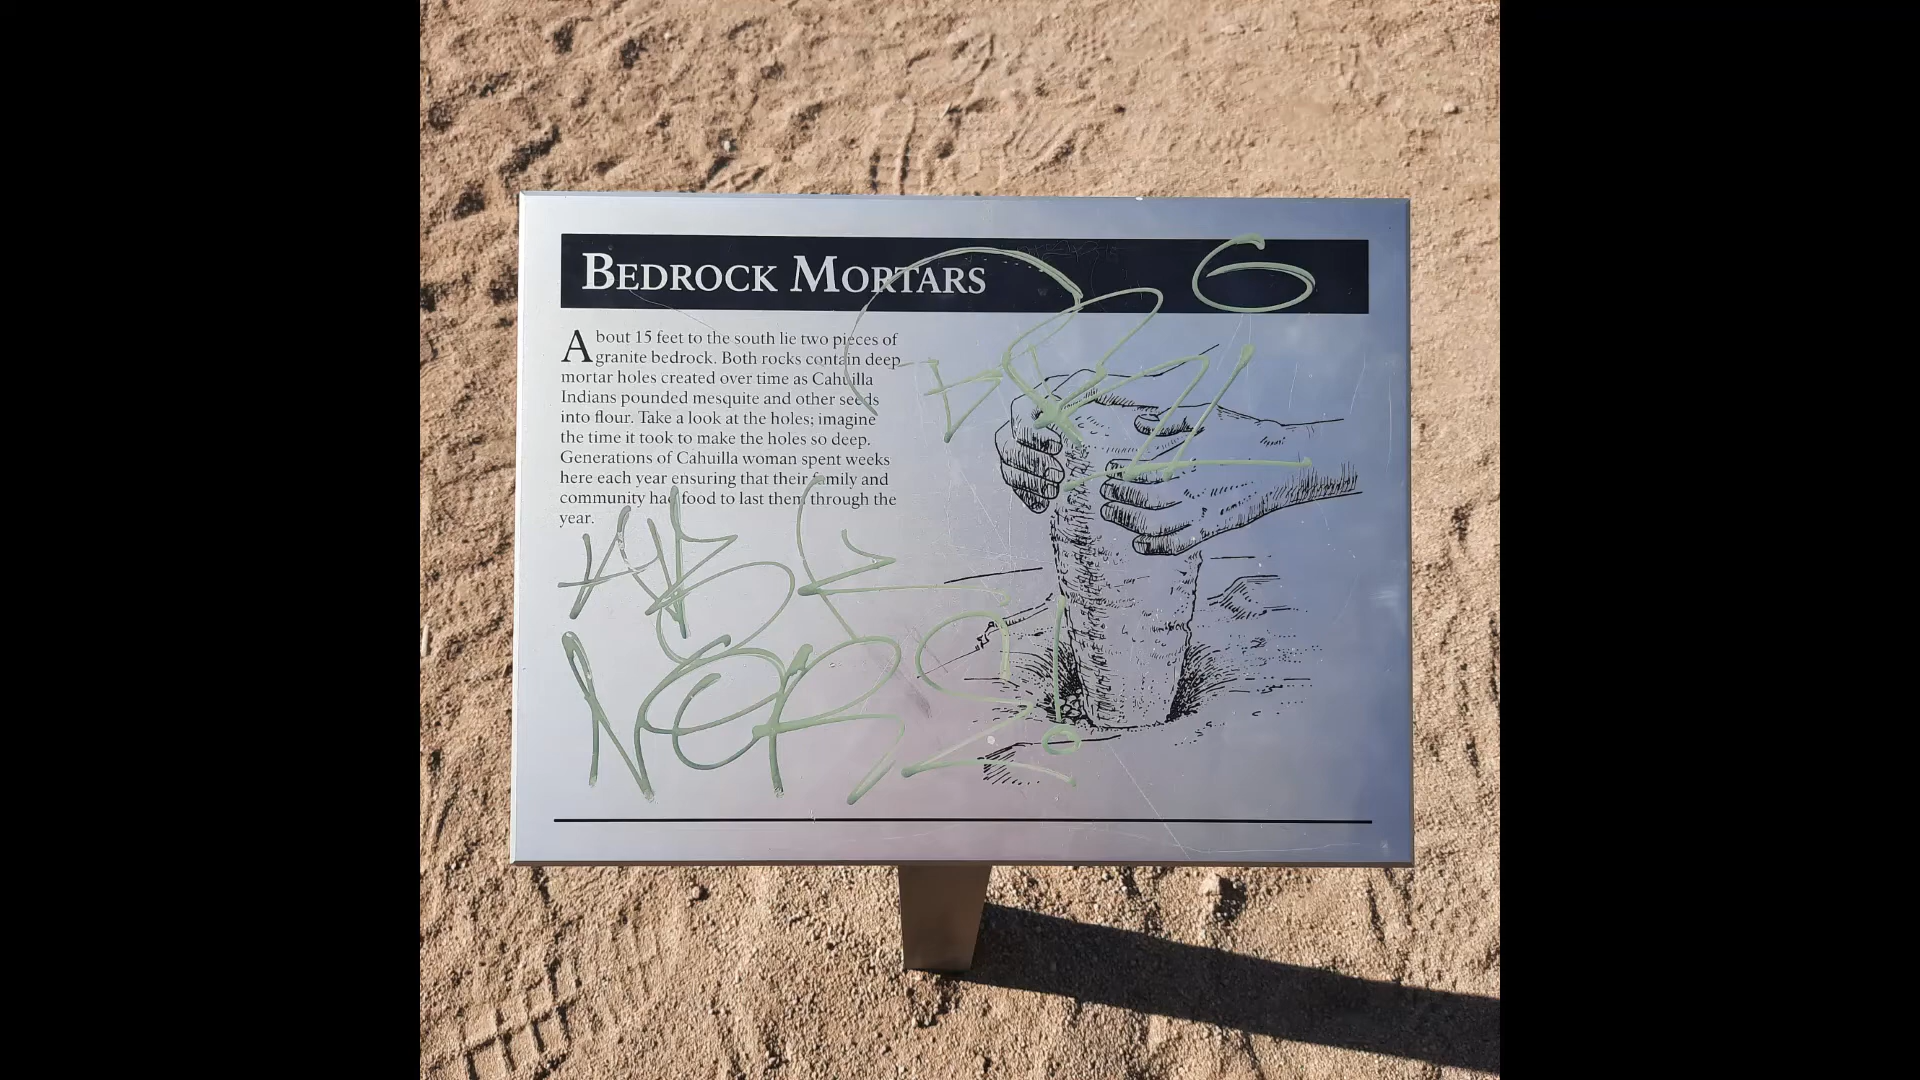 BEDROCK MORTARS
About 15 feet to the south lie two pieces of
granite bedrock. Both rocks contain deep
mortar holes created over time as Cahuilla
Indians pounded mesquite and other seeds
into flour. Take a look at the holes; imagine
the time it took to make the holes so deep.
Generations of Cahuilla woman spent weeks
here each year ensuring that their family and
community had food to last them through the
year.